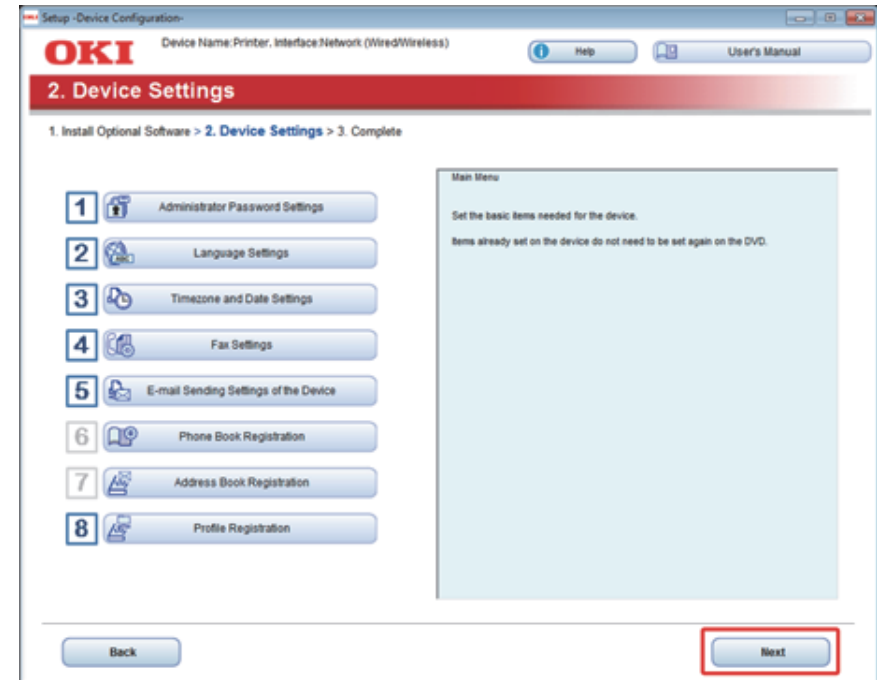 Setup -Device Configuration-
OKI
Device Name:Printer, Interface:Network (Wired/Wireless)
Help
User's Manual
2. Device Settings
1. Install Optional Software > 2. Device Settings > 3. Complete
Main Menu
Set the basic items needed for the device.
Items already set on the device do not need to be set again on the DVD.
1 Administrator Password Settings
2 Language Settings
3 Timezone and Date Settings
4 Fax Settings
5 E-mail Sending Settings of the Device
6 Phone Book Registration
7 Address Book Registration
8 Profile Registration
Back
Next